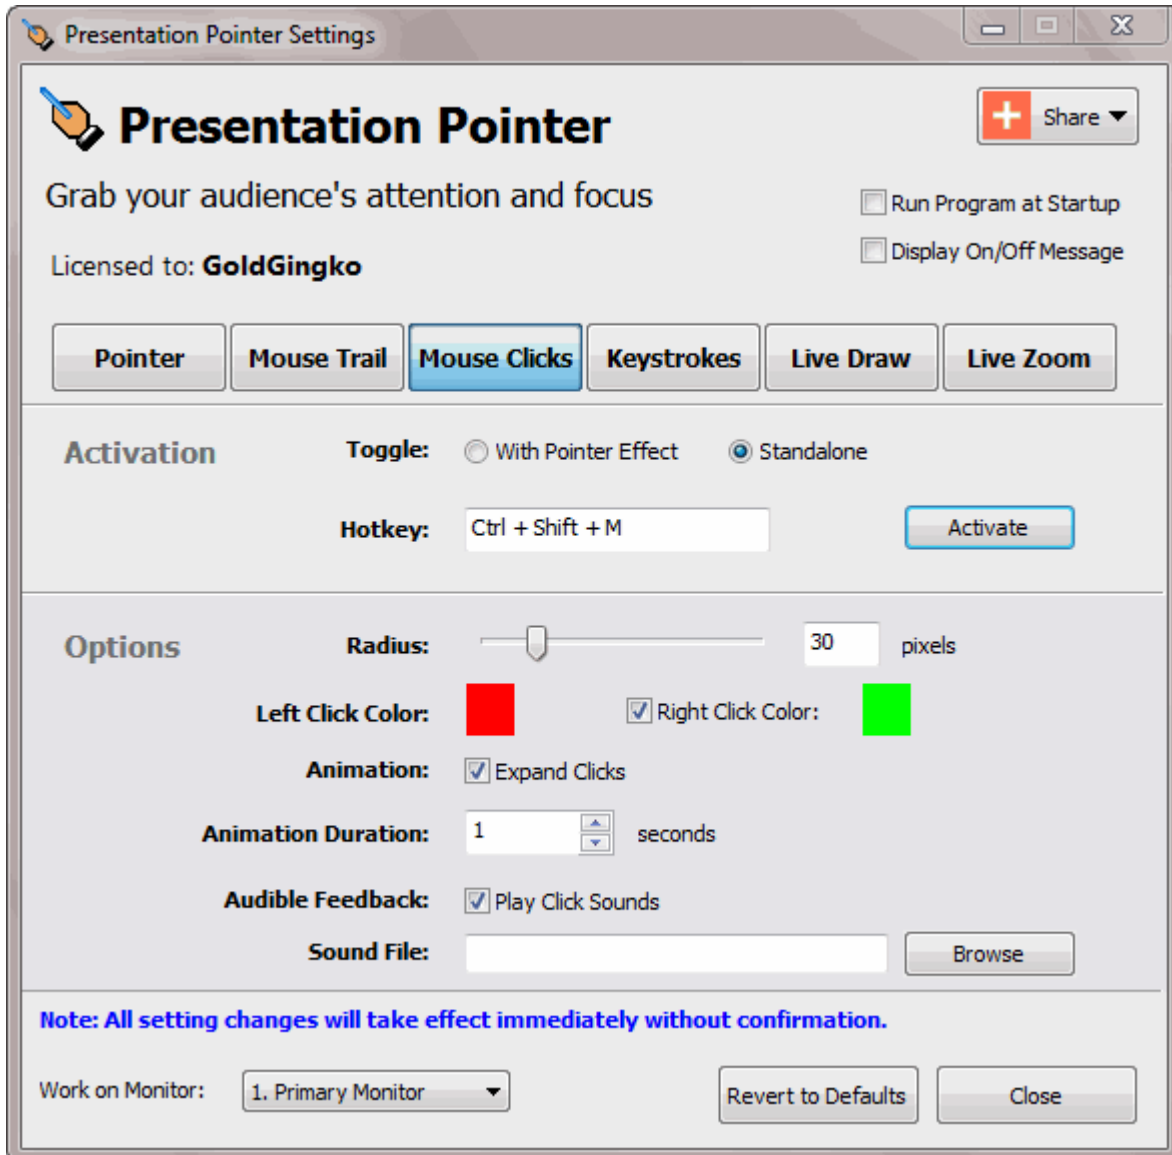 Presentation Pointer Settings
Presentation Pointer
Share
Grab your audience's attention and focus
Run Program at Startup
Display On/Off Message
Licensed to: GoldGingko
Pointer Mouse Trail Mouse Clicks Keystrokes Live Draw Live Zoom
Activation Toggle: With Pointer Effect Standalone
Hotkey: Ctrl + Shift + M Activate
Options Radius: 30 pixels
Left Click Color: Right Click Color:
Animation: Expand Clicks
Animation Duration: 1 seconds
Audible Feedback: Play Click Sounds
Sound File: Browse
Note: All setting changes will take effect immediately without confirmation.
Work on Monitor: 1. Primary Monitor Revert to Defaults Close